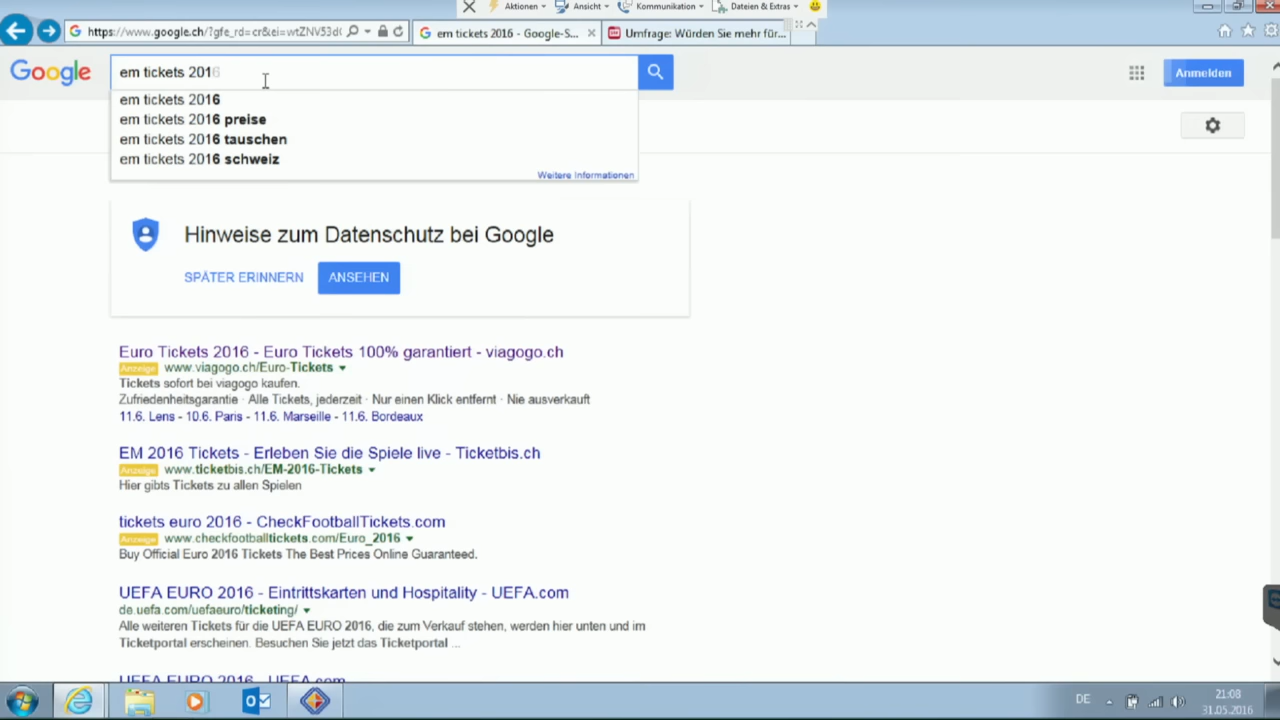 Aktionen
Ansicht
Kommunikation
Dateien & Extras
https://www.google.ch/?gfe_rd=cr&ei=wtZNV53d
em tickets 2016 - Google-S...
Umfrage: Würden Sie mehr für...
Google
em tickets 2016
Anmelden
em tickets 2016
em tickets 2016 preise
em tickets 2016 tauschen
em tickets 2016 schweiz
Weitere Informationen
Hinweise zum Datenschutz bei Google
SPÄTER ERINNERN
ANSEHEN
Euro Tickets 2016 - Euro Tickets 100% garantiert - viagogo.ch
Anzeige www.viagogo.ch/Euro-Tickets
Tickets sofort bei viagogo kaufen.
Zufriedenheitsgarantie · Alle Tickets, jederzeit · Nur einen Klick entfernt · Nie ausverkauft
11.6. Lens - 10.6. Paris - 11.6. Marseille - 11.6. Bordeaux
EM 2016 Tickets - Erleben Sie die Spiele live - Ticketbis.ch
Anzeige www.ticketbis.ch/EM-2016-Tickets
Hier gibts Tickets zu allen Spielen
tickets euro 2016 - CheckFootballTickets.com
Anzeige www.checkfootballtickets.com/Euro_2016
Buy Official Euro 2016 Tickets The Best Prices Online Guaranteed.
UEFA EURO 2016 - Eintrittskarten und Hospitality - UEFA.com
de.uefa.com/uefaeuro/ticketing/
Alle weiteren Tickets für die UEFA EURO 2016, die zum Verkauf stehen, werden hier unten und im
Ticketportal erscheinen. Besuchen Sie jetzt das Ticketportal ...
UEFA EURO 2016 - UEFA.com
DE
21:08
31.05.2016